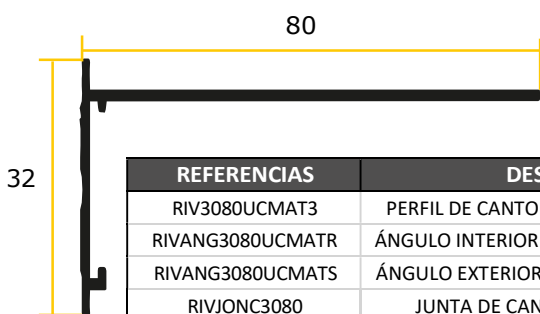 80
32
REFERENCIAS DES
RIV3080UCMAT3 PERFIL DE CANTO
RIVANG3080UCMATR ÁNGULO INTERIOR
RIVANG3080UCMATS ÁNGULO EXTERIOR
RIVJONC3080 JUNTA DE CAN